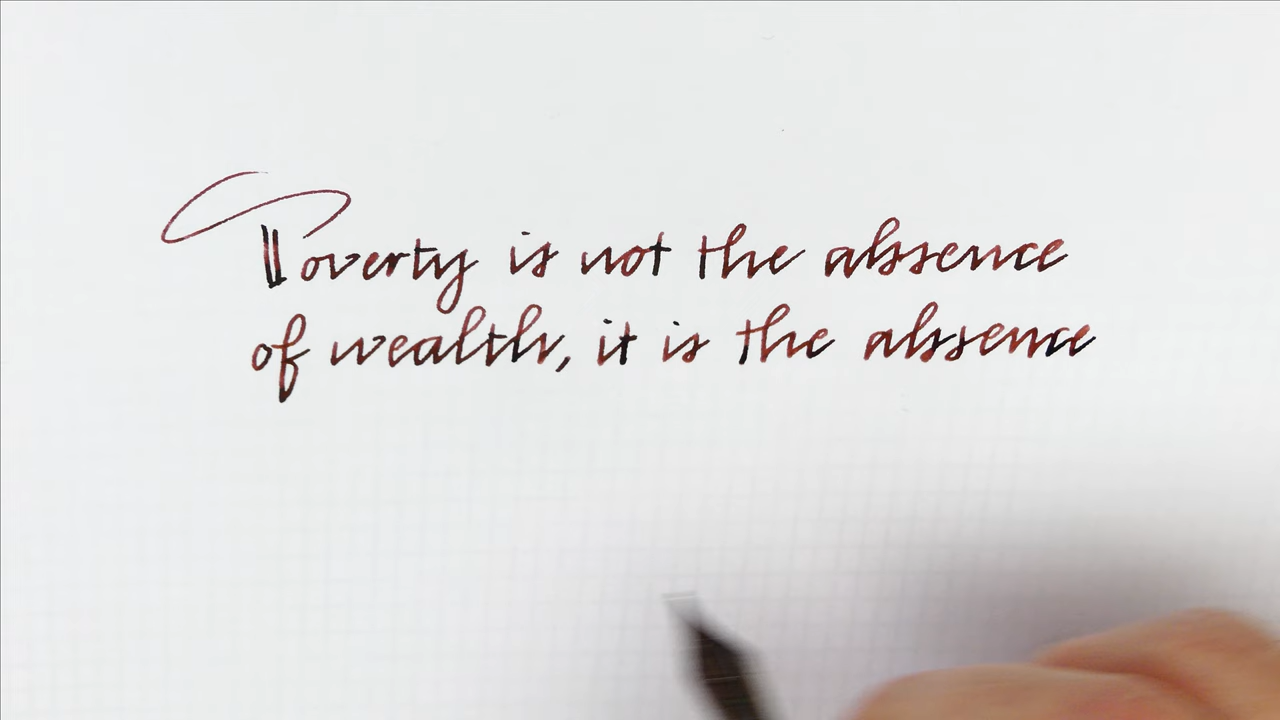 Poverty is not the absence
of wealth, it is the absence